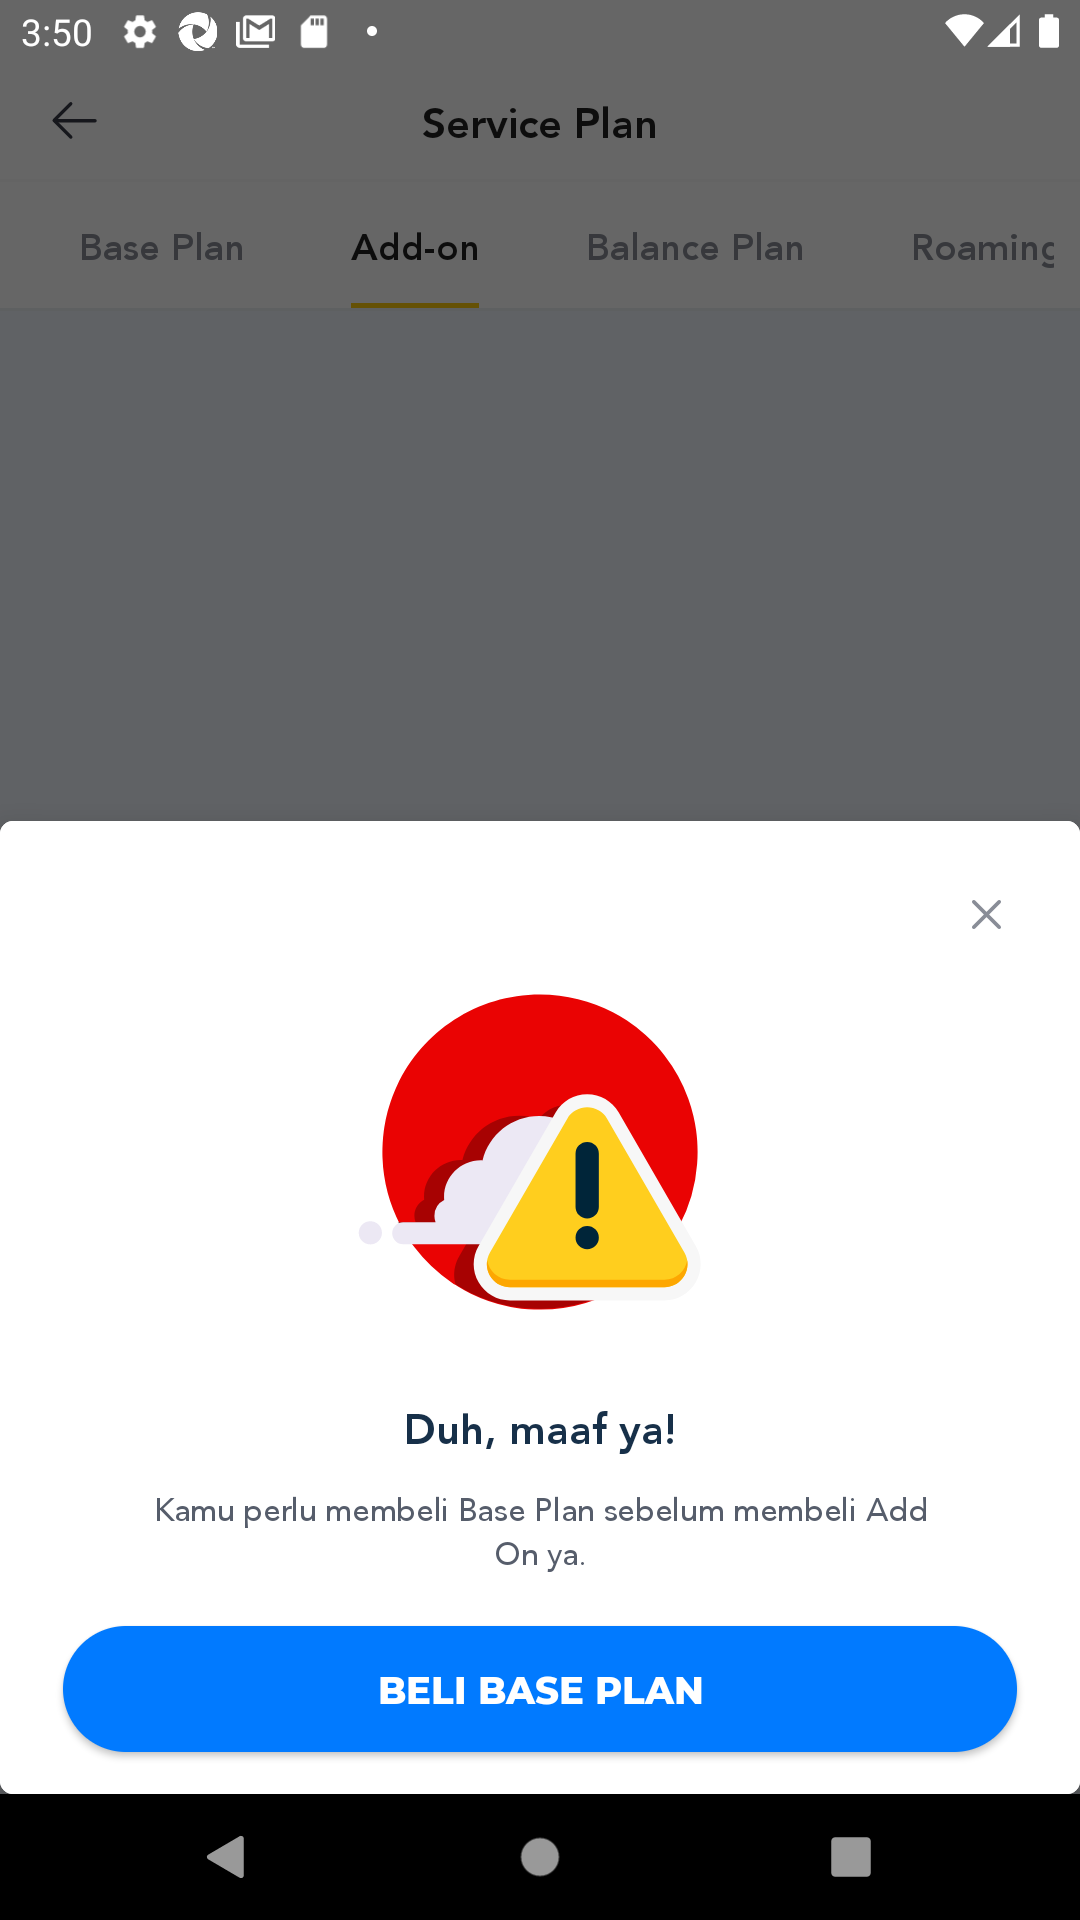 3:50
Service Plan
Base Plan Add-on Balance Plan Roaming
Duh, maaf ya!
Kamu perlu membeli Base Plan sebelum membeli Add
On ya.
BELI BASE PLAN